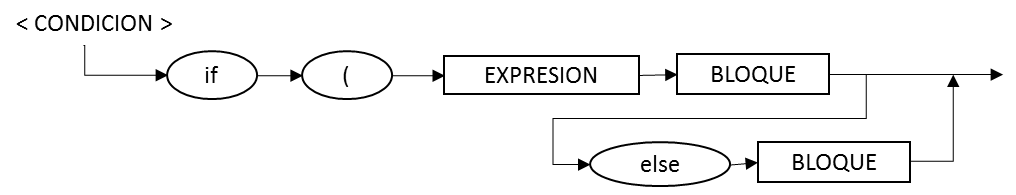 < CONDICION >
if ( EXPRESION BLOQUE
else BLOQUE